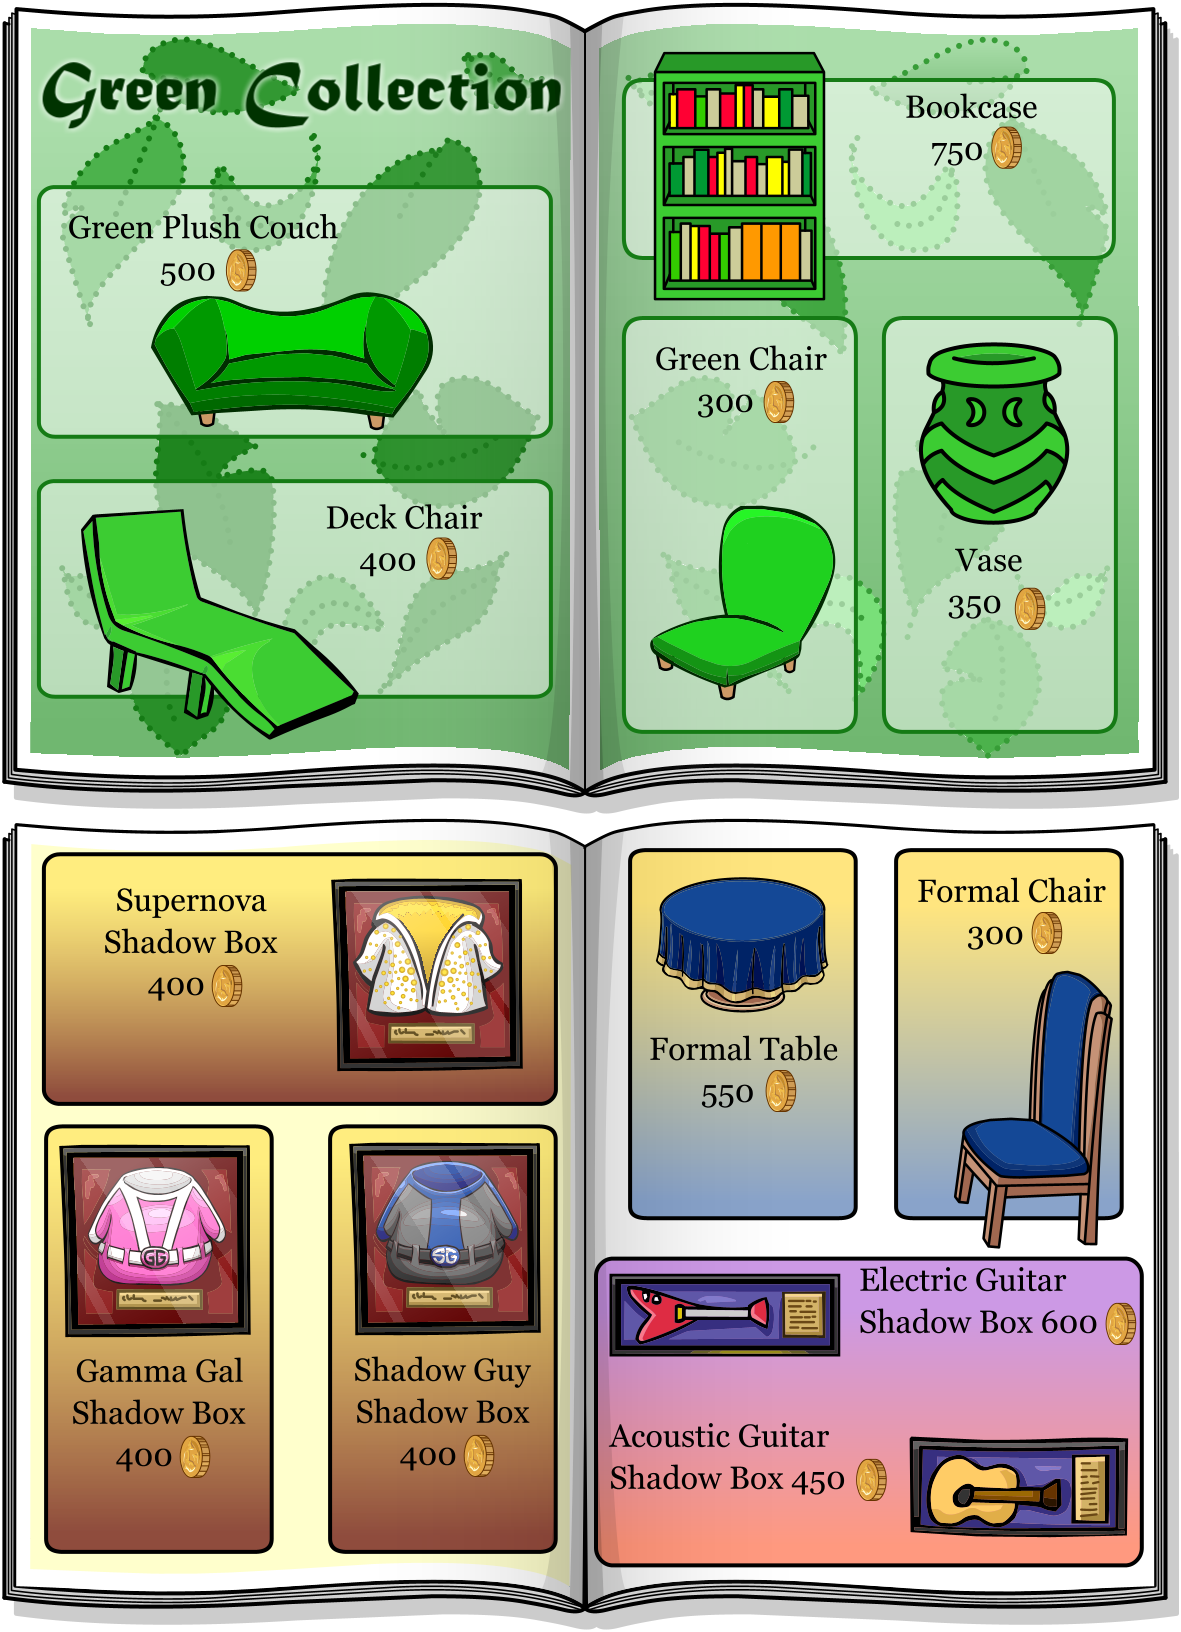 Green Collection
Green Plush Couch
500
Deck Chair
400
Bookcase
750
Green Chair
300
Vase
350
Supernova
Shadow Box
400
GG
Gamma Gal
Shadow Box
400
SG
Shadow Guy
Shadow Box
400
Formal Table
550
Formal Chair
300
Electric Guitar
Shadow Box 600
Acoustic Guitar
Shadow Box 450